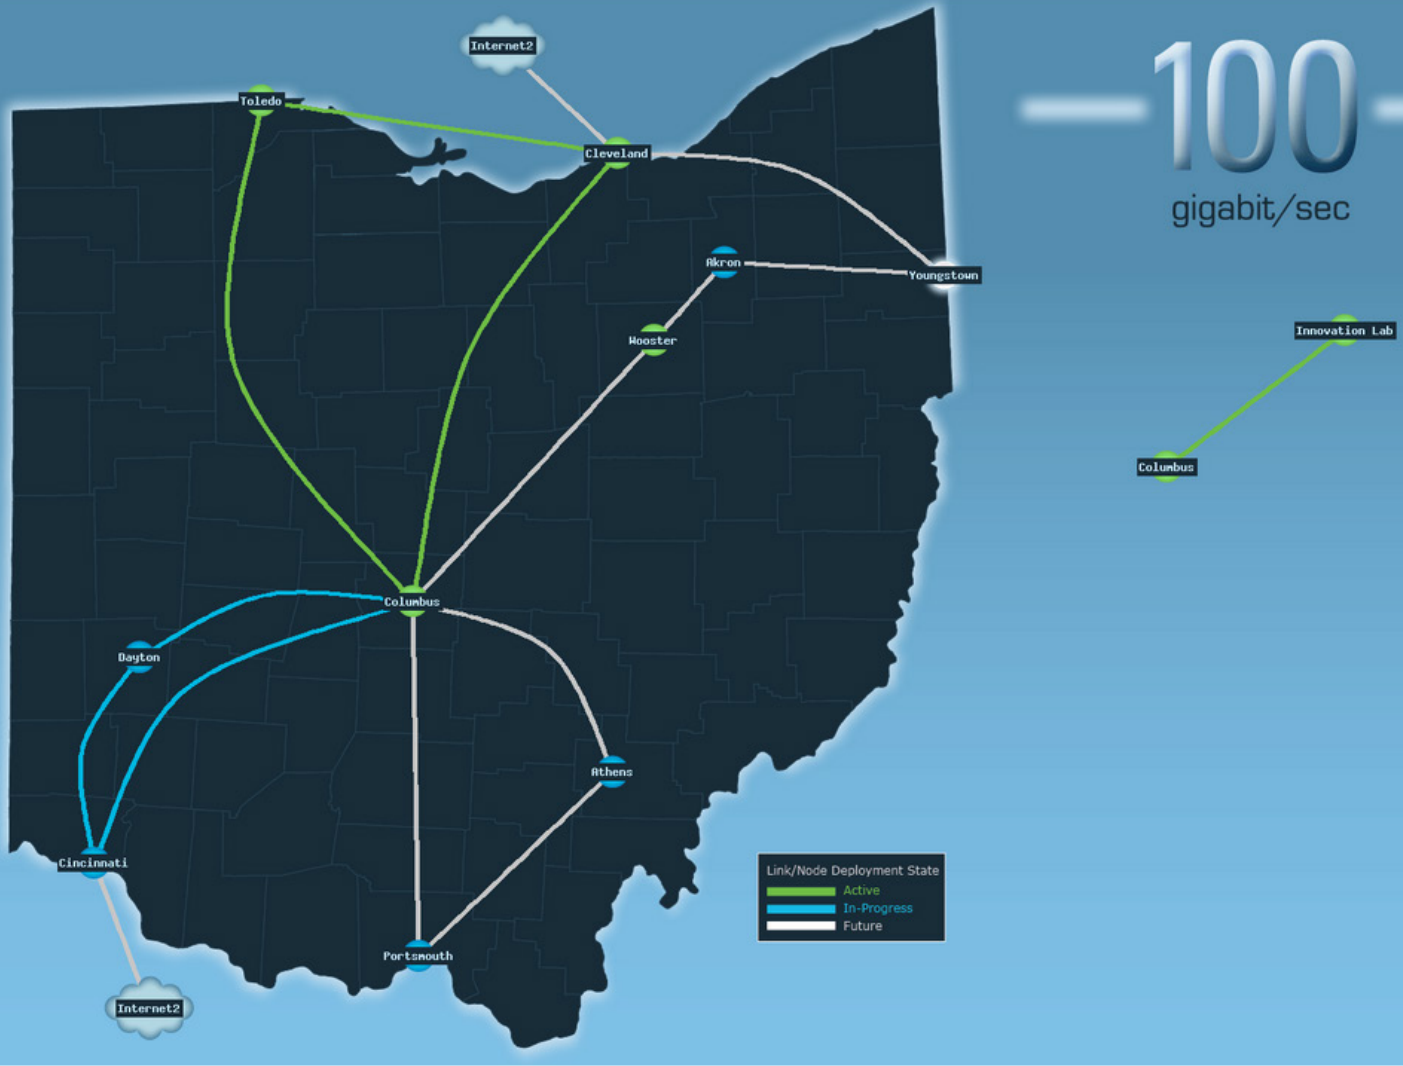 Internet2
100
gigabit/sec
Toledo
Cleveland
Akron
Youngstown
Wooster
Innovation Lab
Columbus
Columbus
Dayton
Athens
Cincinnati
Link/Node Deployment State
Active
In-Progress
Future
Portsmouth
Internet2